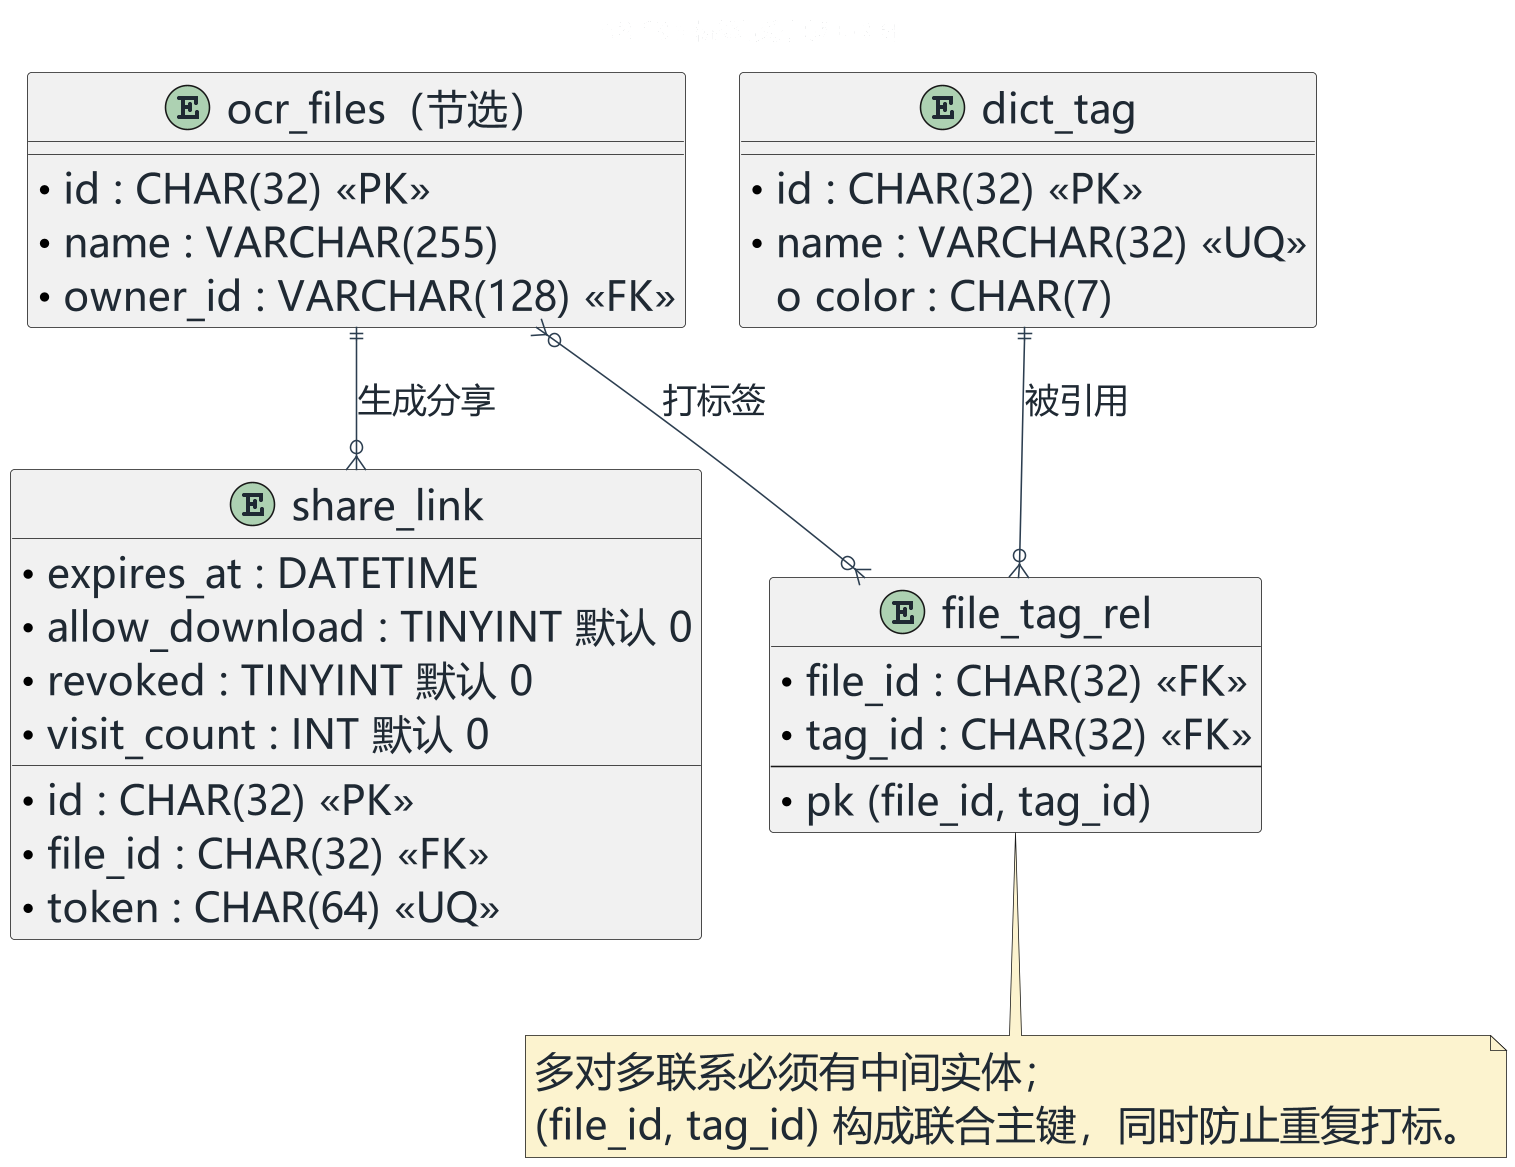 E ocr_files（节选）
id : CHAR(32) «PK»
name : VARCHAR(255)
owner_id : VARCHAR(128) «FK»
E dict_tag
id : CHAR(32) «PK»
name : VARCHAR(32) «UQ»
o color : CHAR(7)
生成分享
打标签
被引用
E share_link
expires_at : DATETIME
allow_download : TINYINT 默认 0
revoked : TINYINT 默认 0
visit_count : INT 默认 0
id : CHAR(32) «PK»
file_id : CHAR(32) «FK»
token : CHAR(64) «UQ»
E file_tag_rel
file_id : CHAR(32) «FK»
tag_id : CHAR(32) «FK»
pk (file_id, tag_id)
多对多联系必须有中间实体；
(file_id, tag_id) 构成联合主键，同时防止重复打标。